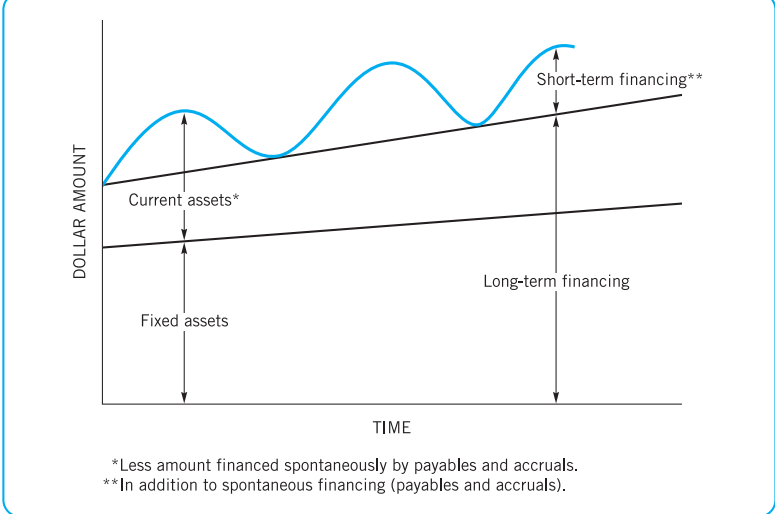 DOLLAR AMOUNT
Short-term financing**
Current assets*
Long-term financing
Fixed assets
TIME
*Less amount financed spontaneously by payables and accruals.
**In addition to spontaneous financing (payables and accruals).